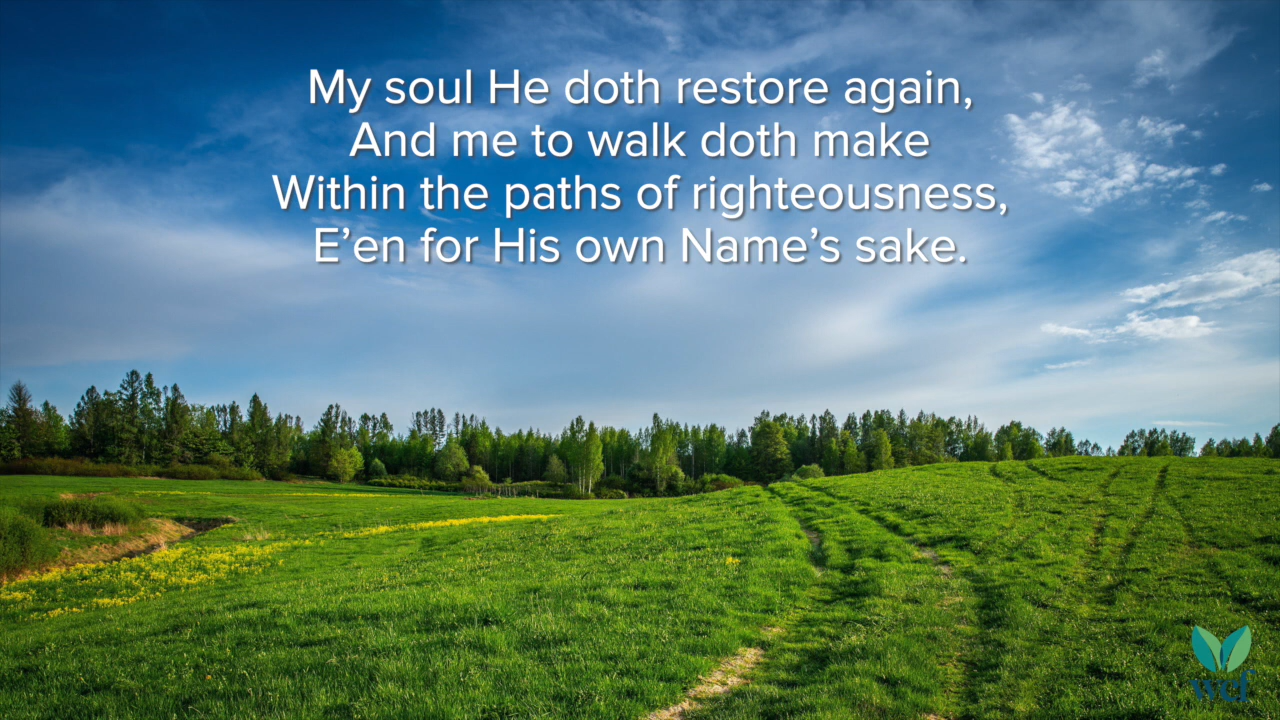 My soul He doth restore again,
And me to walk doth make
Within the paths of righteousness,
E’en for His own Name’s sake.
wcf